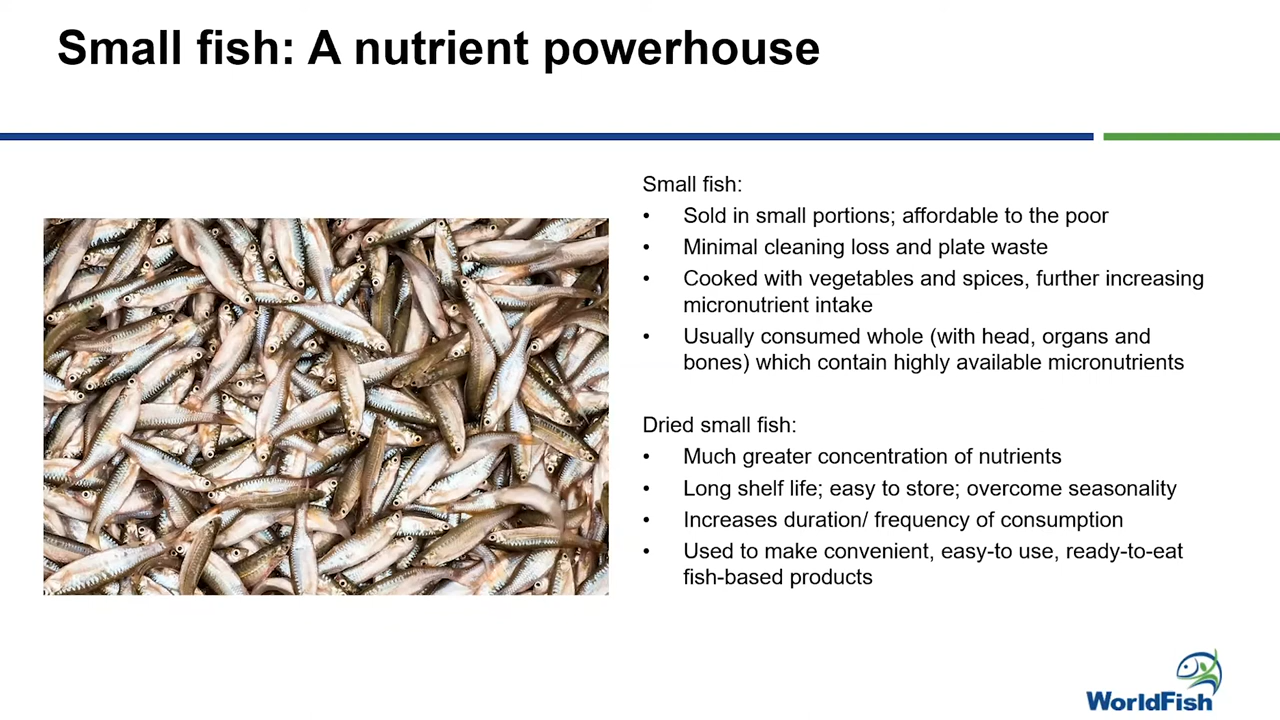 Small fish: A nutrient powerhouse
Small fish:
• Sold in small portions; affordable to the poor
• Minimal cleaning loss and plate waste
• Cooked with vegetables and spices, further increasing
micronutrient intake
• Usually consumed whole (with head, organs and
bones) which contain highly available micronutrients
Dried small fish:
• Much greater concentration of nutrients
• Long shelf life; easy to store; overcome seasonality
• Increases duration/ frequency of consumption
• Used to make convenient, easy-to use, ready-to-eat
fish-based products
WorldFish